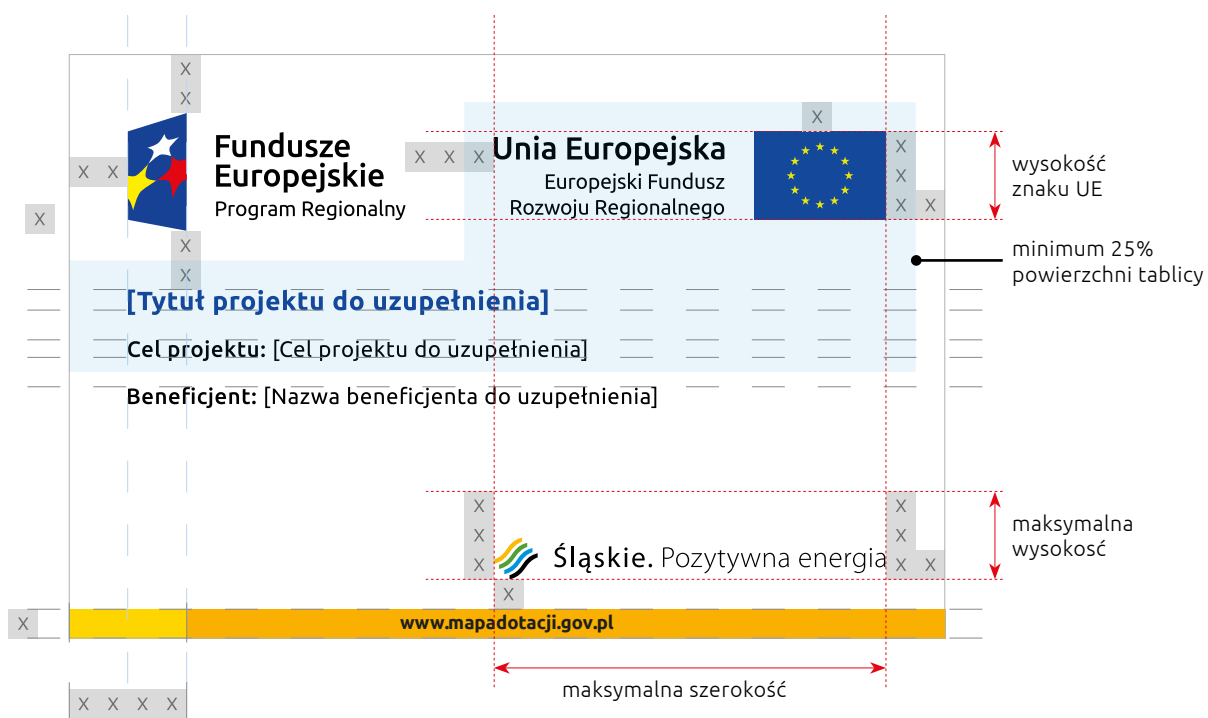 X
X
Fundusze
Europejskie
Program Regionalny
X X
X
X
X
X X X
Unia Europejska
Europejski Fundusz
Rozwoju Regionalnego
X
X
X
X X
wysokość
znaku UE
minimum 25%
powierzchni tablicy
[Tytuł projektu do uzupełnienia]
Cel projektu: [Cel projektu do uzupełnienia]
Beneficjent: [Nazwa beneficjenta do uzupełnienia]
X
X
X
Śląskie. Pozytywna energia
X
X
X
X X
maksymalna
wysokosć
X
www.mapadotacji.gov.pl
maksymalna szerokość
X X X X